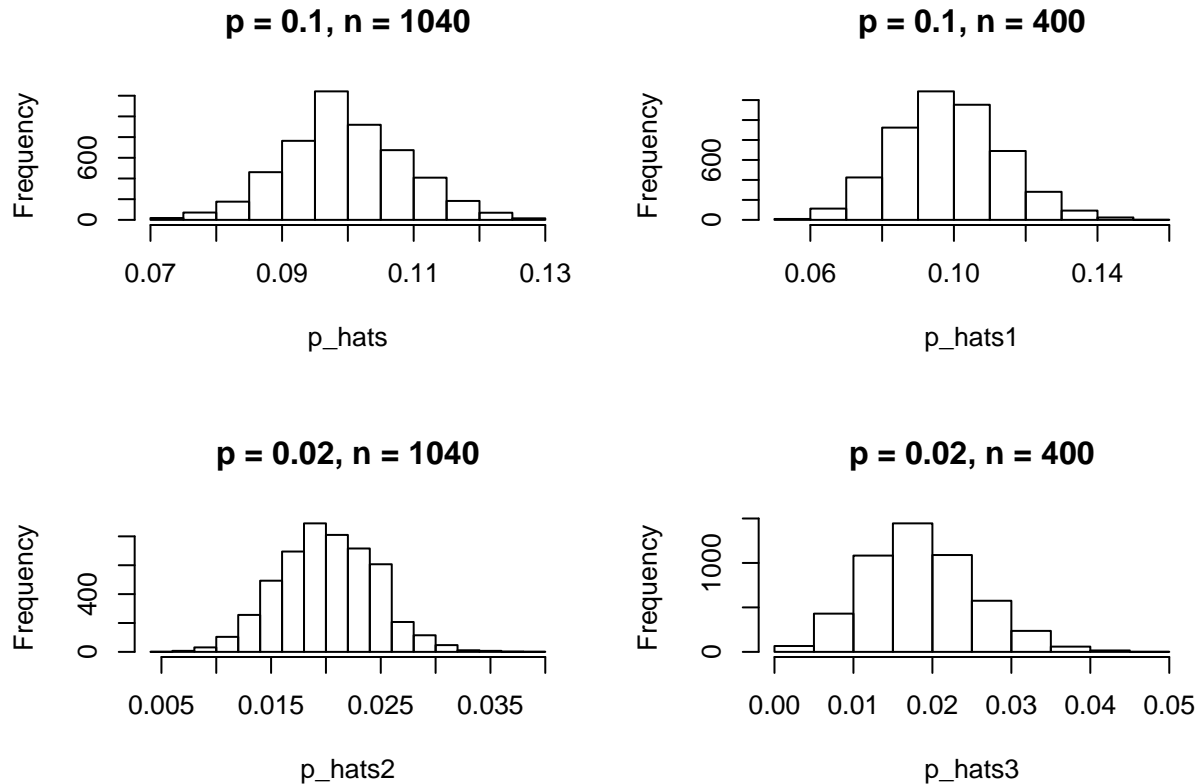 p = 0.1, n = 1040
Frequency
0
600
0.07 0.09 0.11 0.13
p_hats
p = 0.1, n = 400
Frequency
0
600
0.06 0.10 0.14
p_hats1
p = 0.02, n = 1040
Frequency
0
400
0.005 0.015 0.025 0.035
p_hats2
p = 0.02, n = 400
Frequency
0
1000
0.00 0.01 0.02 0.03 0.04 0.05
p_hats3